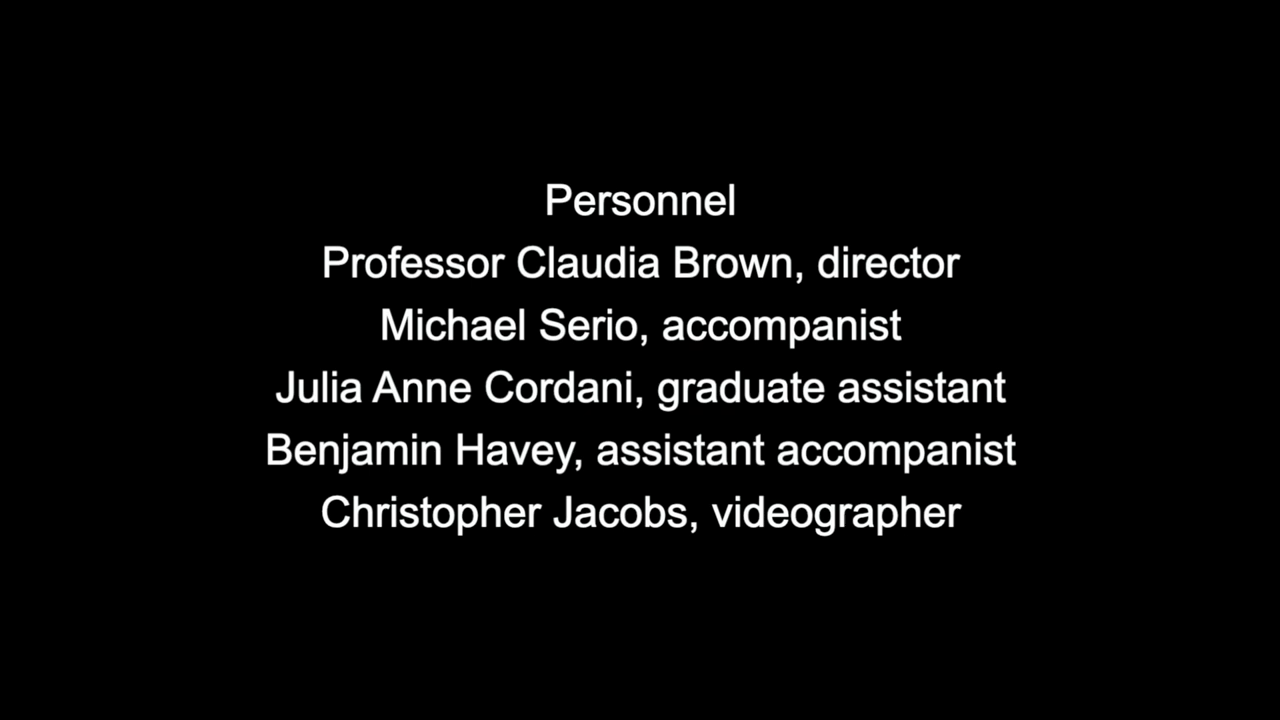 Personnel
Professor Claudia Brown, director
Michael Serio, accompanist
Julia Anne Cordani, graduate assistant
Benjamin Havey, assistant accompanist
Christopher Jacobs, videographer